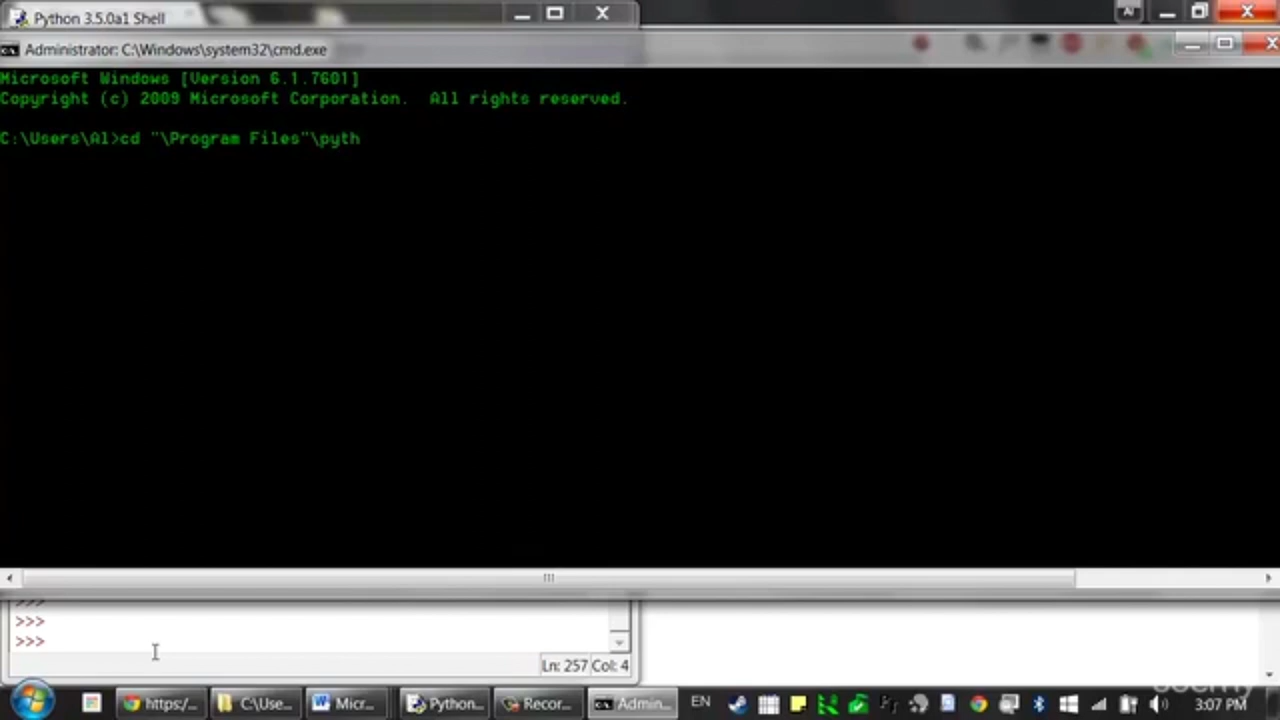 Python 3.5.0a1 Shell
Administrator: C:\Windows\system32\cmd.exe
Microsoft Windows [Version 6.1.7601]
Copyright (c) 2009 Microsoft Corporation.  All rights reserved.
C:\Users\Al>cd "\Program Files"\pyth
>>>
>>>
>>>
Ln: 257 Col: 4
https:/... C:\Use... Micr... Python... Recor... Admin... EN 3:07 PM